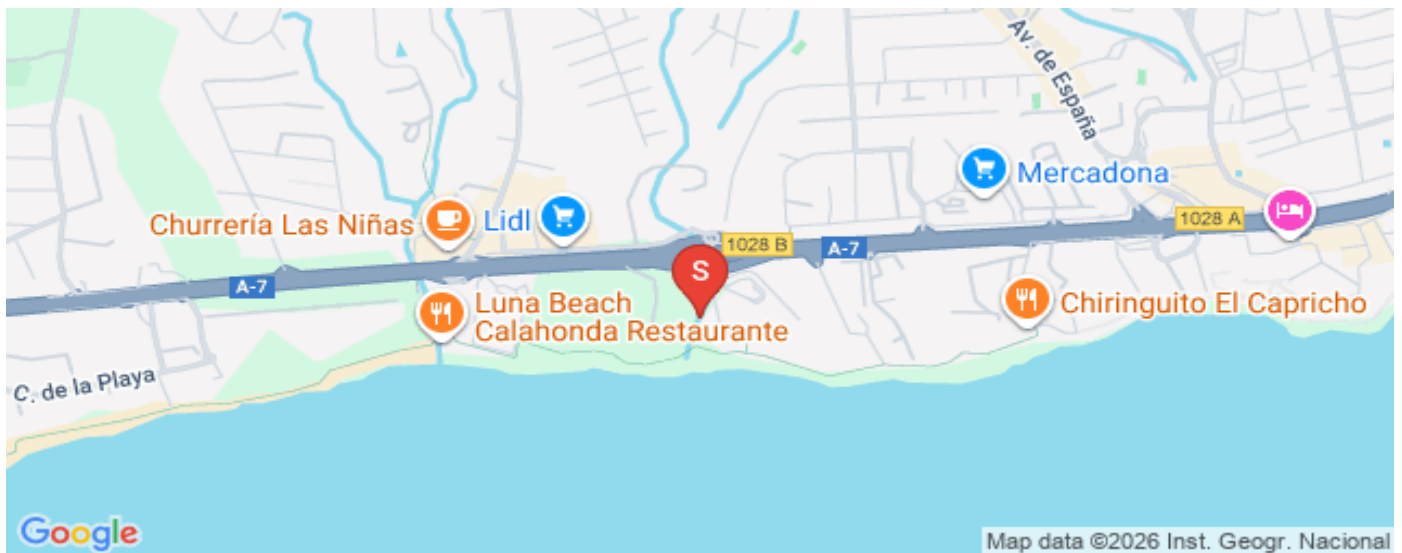 Av. de España
Mercadona
Churrería Las Niñas
Lidl
1028 A
1028 B
A-7
A-7
S
Luna Beach
Calahonda Restaurante
Chiringuito El Capricho
C. de la Playa
Google
Map data ©2026 Inst. Geogr. Nacional